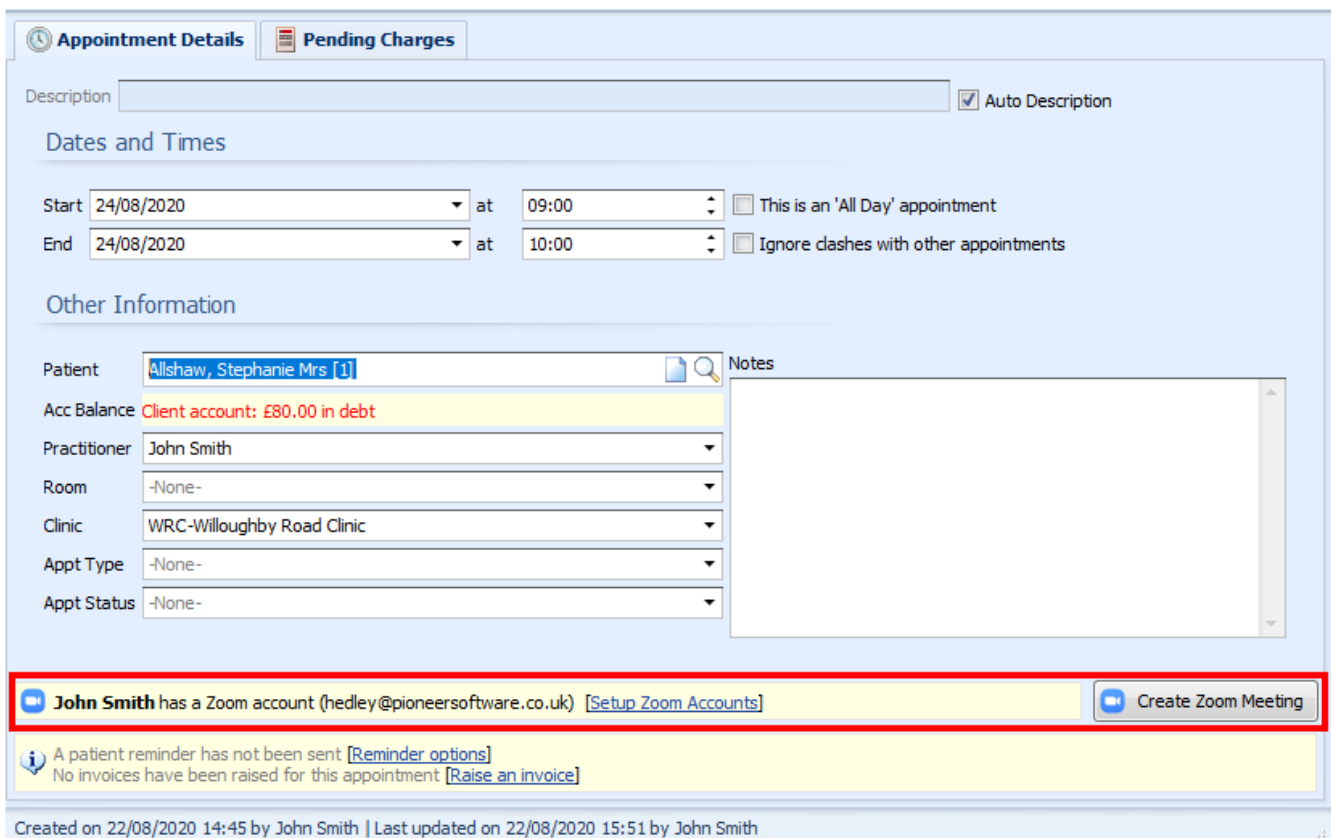 Appointment Details Pending Charges
Description Auto Description
Dates and Times
Start 24/08/2020 at 09:00 This is an 'All Day' appointment
End 24/08/2020 at 10:00 Ignore clashes with other appointments
Other Information
Patient Allshaw, Stephanie Mrs [1] Notes
Acc Balance Client account: £80.00 in debt
Practitioner John Smith
Room -None-
Clinic WRC-Willoughby Road Clinic
Appt Type -None-
Appt Status -None-
John Smith has a Zoom account (hedley@pioneersoftware.co.uk) [Setup Zoom Accounts] Create Zoom Meeting
A patient reminder has not been sent [Reminder options]
No invoices have been raised for this appointment [Raise an invoice]
Created on 22/08/2020 14:45 by John Smith | Last updated on 22/08/2020 15:51 by John Smith